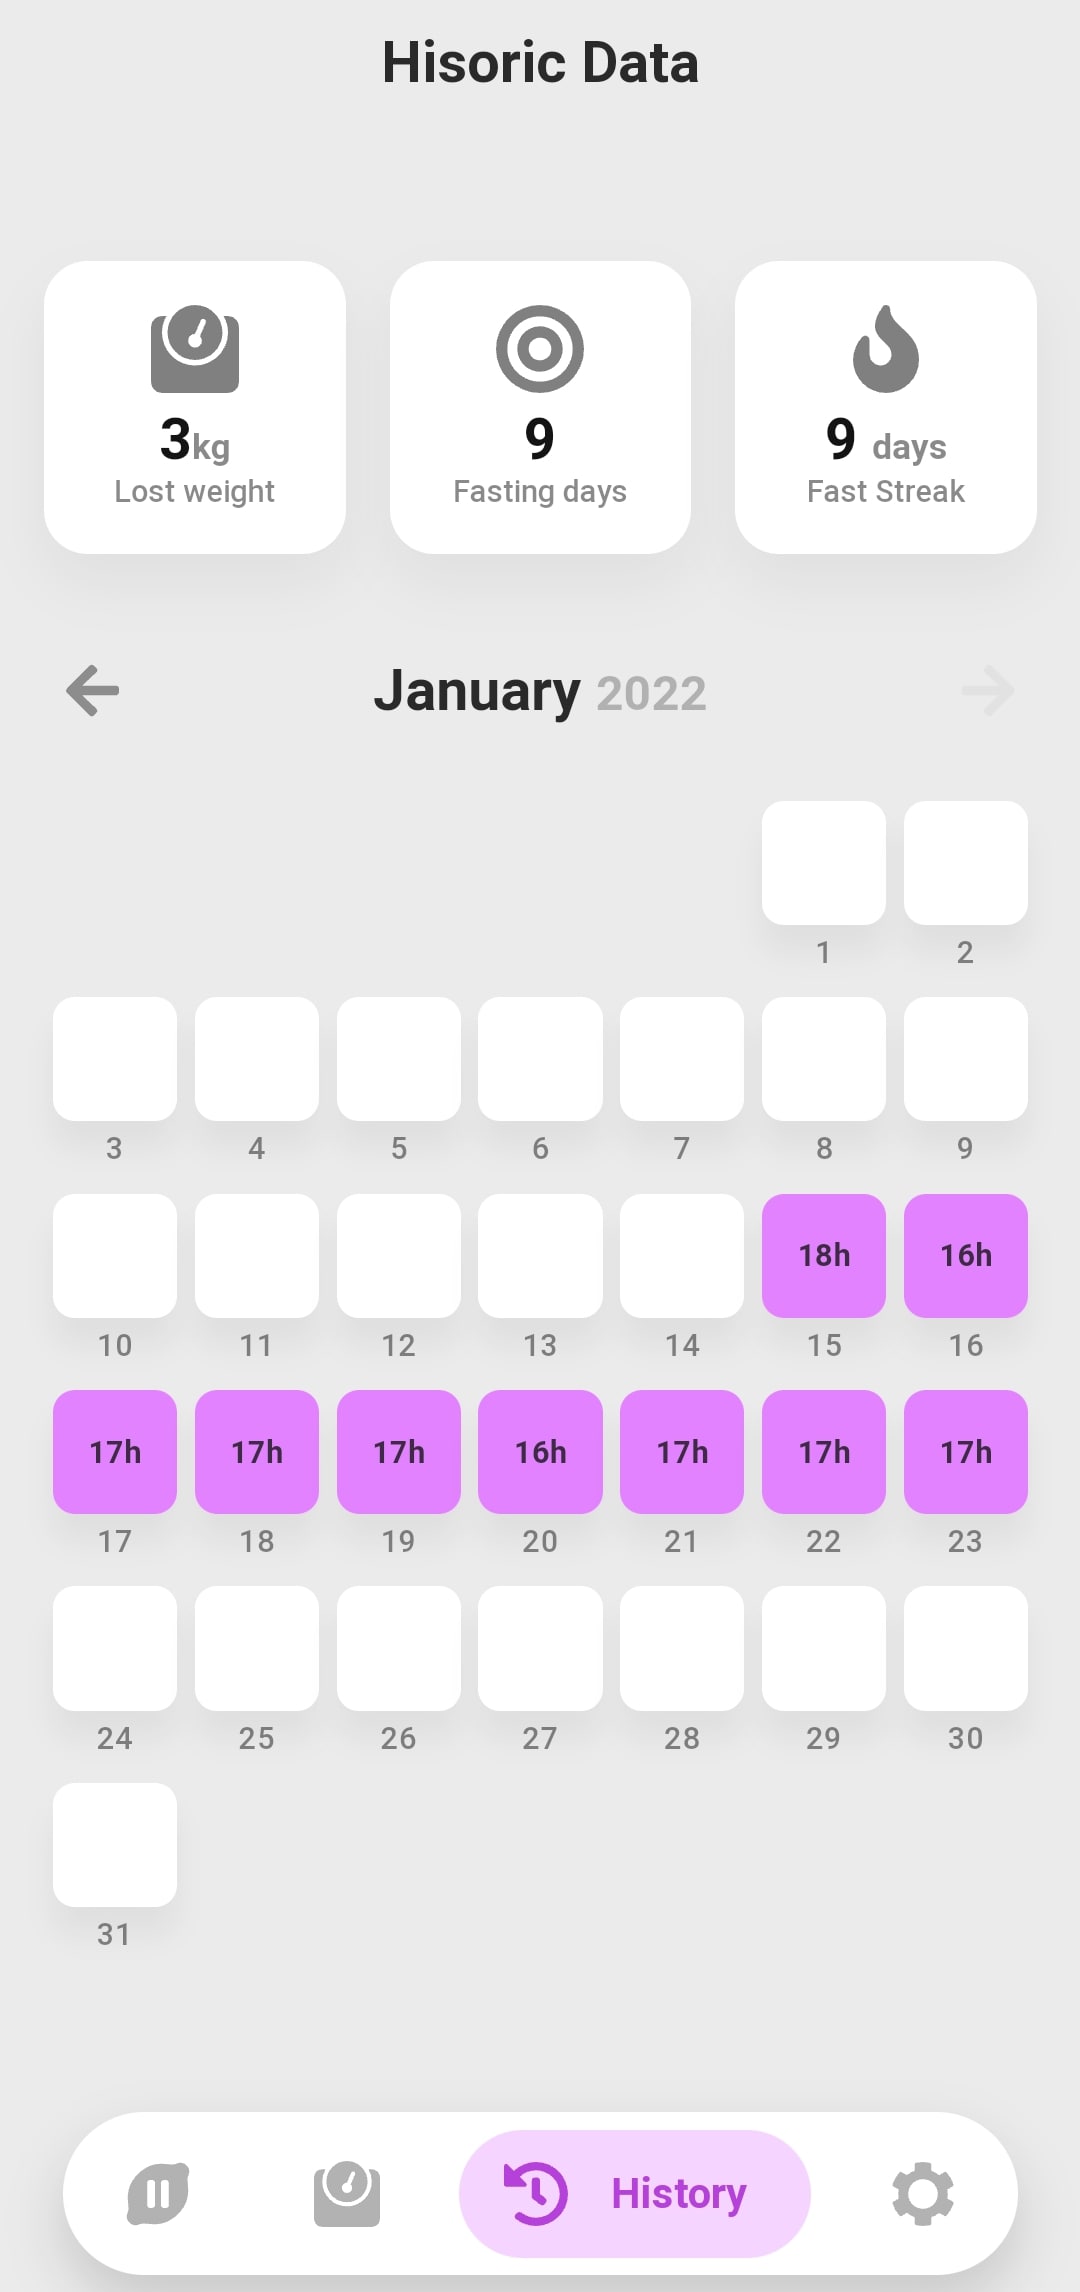 Hisoric Data
3kg 9 9 days
Lost weight Fasting days Fast Streak
January 2022
1 2
3 4 5 6 7 8 9
18h 16h
10 11 12 13 14 15 16
17h 17h 17h 16h 17h 17h 17h
17 18 19 20 21 22 23
24 25 26 27 28 29 30
31
History